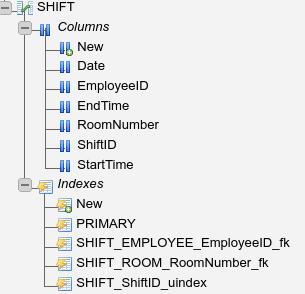 SHIFT
Columns
New
Date
EmployeeID
EndTime
RoomNumber
ShiftID
StartTime
Indexes
New
PRIMARY
SHIFT_EMPLOYEE_EmployeeID_fk
SHIFT_ROOM_RoomNumber_fk
SHIFT_ShiftID_uindex